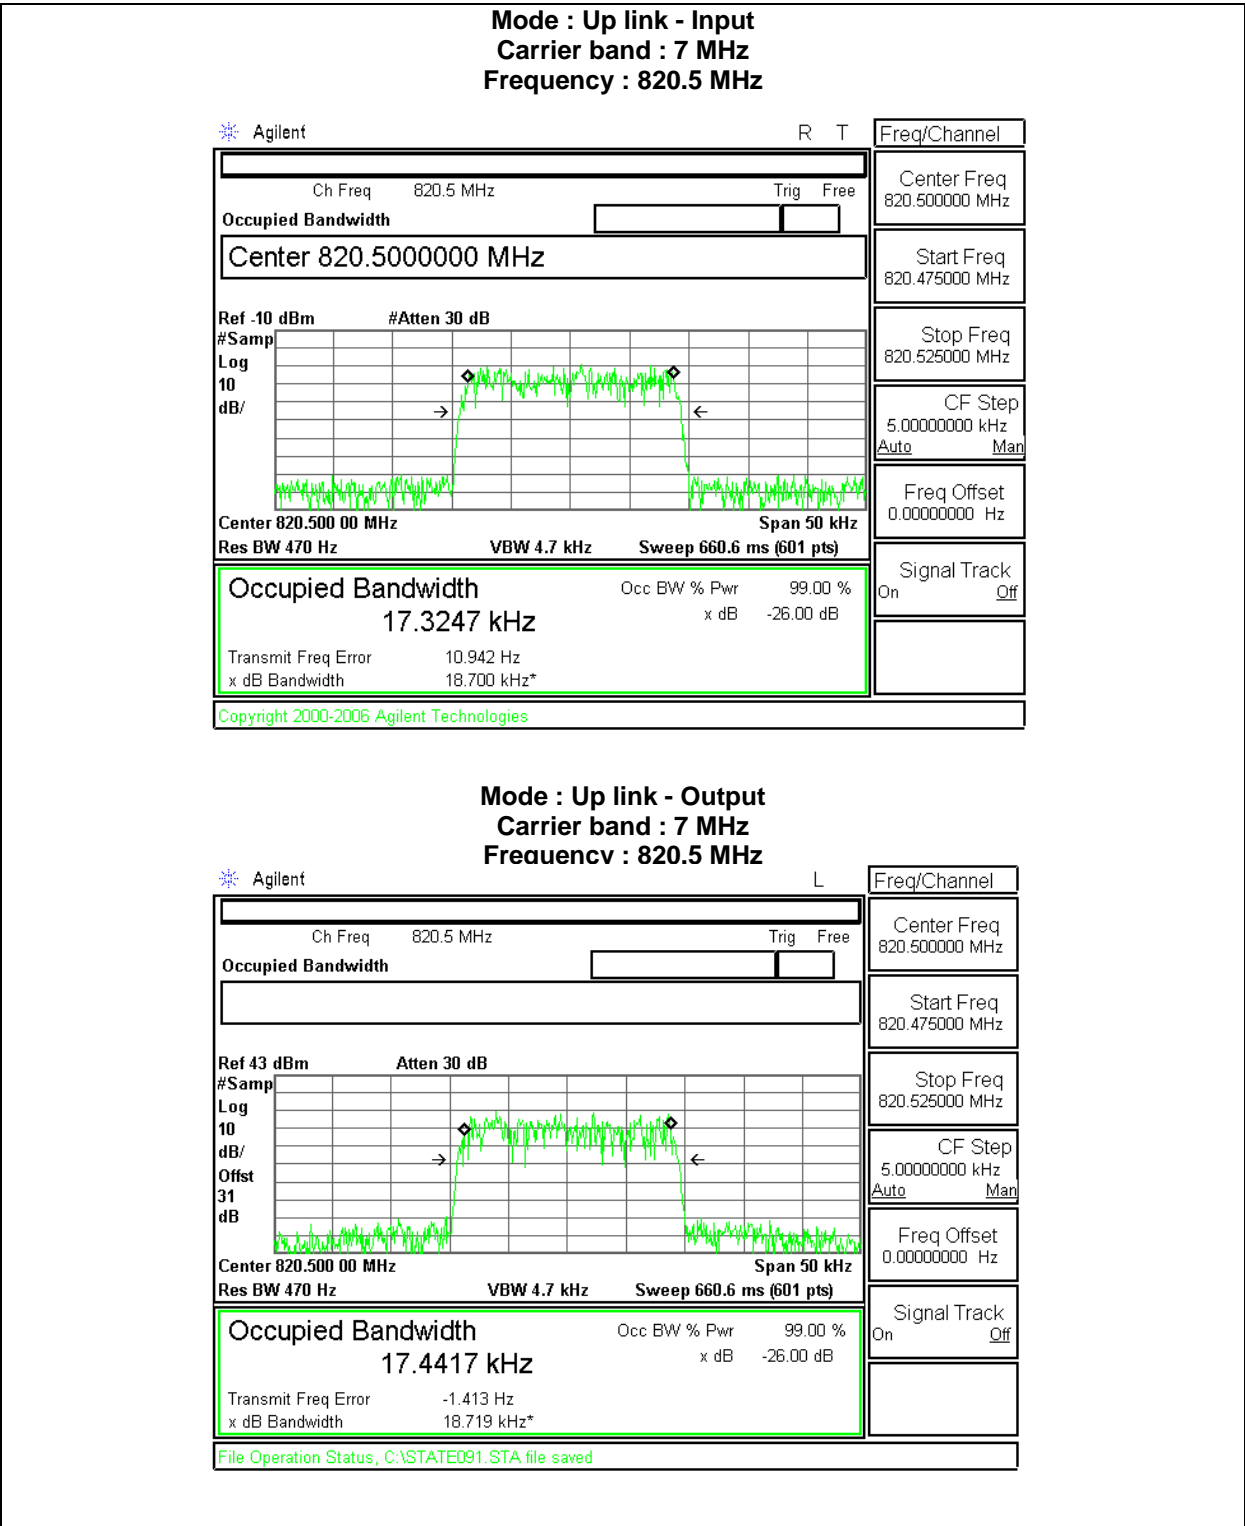 Mode : Up link - Input
Carrier band : 7 MHz
Frequency : 820.5 MHz
Agilent R T Freq/Channel
Ch Freq 820.5 MHz Trig Free
Occupied Bandwidth
Center 820.5000000 MHz
Center Freq
820.500000 MHz
Start Freq
820.475000 MHz
Stop Freq
820.525000 MHz
CF Step
5.00000000 kHz
Auto Man
Freq Offset
0.00000000 Hz
Signal Track
On Off
Ref -10 dBm #Atten 30 dB
#Samp
Log
10
dB/
Center 820.500 00 MHz Span 50 kHz
Res BW 470 Hz VBW 4.7 kHz Sweep 660.6 ms (601 pts)
Occupied Bandwidth Occ BW % Pwr 99.00 %
17.3247 kHz x dB -26.00 dB
Transmit Freq Error 10.942 Hz
x dB Bandwidth 18.700 kHz*
Copyright 2000-2006 Agilent Technologies
Mode : Up link - Output
Carrier band : 7 MHz
Frequency : 820.5 MHz
Agilent L Freq/Channel
Ch Freq 820.5 MHz Trig Free
Occupied Bandwidth
Center Freq
820.500000 MHz
Start Freq
820.475000 MHz
Stop Freq
820.525000 MHz
CF Step
5.00000000 kHz
Auto Man
Freq Offset
0.00000000 Hz
Signal Track
On Off
Ref 43 dBm Atten 30 dB
#Samp
Log
10
dB/
Offst
31
dB
Center 820.500 00 MHz Span 50 kHz
Res BW 470 Hz VBW 4.7 kHz Sweep 660.6 ms (601 pts)
Occupied Bandwidth Occ BW % Pwr 99.00 %
17.4417 kHz x dB -26.00 dB
Transmit Freq Error -1.413 Hz
x dB Bandwidth 18.719 kHz*
File Operation Status, C:\STATE091.STA file saved